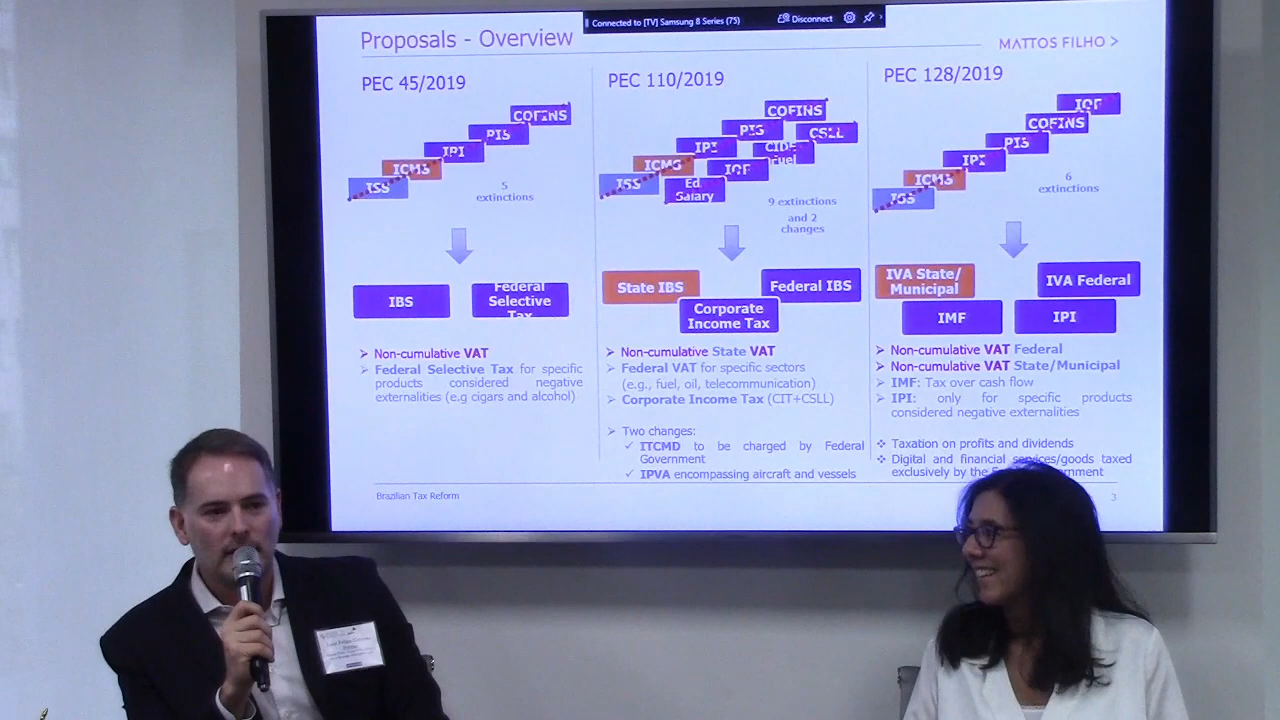 Connected to [TV] Samsung 8 Series (75)
Disconnect
Proposals - Overview
MATTOS FILHO >
PEC 45/2019
COFINS
PIS
IPI
ICMS
ISS
5
extinctions
IBS
Federal
Selective
Tax
Non-cumulative VAT
Federal Selective Tax for specific
products considered negative
externalities (e.g cigars and alcohol)
PEC 110/2019
COFINS
PIS
CSLL
IPI
CIDE
Fuel
ICMS
IOF
ISS
Ed
Salary
9 extinctions
and 2
changes
State IBS
Federal IBS
Corporate
Income Tax
Non-cumulative State VAT
Federal VAT for specific sectors
(e.g., fuel, oil, telecommunication)
Corporate Income Tax (CIT+CSLL)
Two changes:
ITCMD to be charged by Federal
Government
IPVA encompassing aircraft and vessels
PEC 128/2019
IOF
COFINS
PIS
IPI
ICMS
ISS
6
extinctions
IVA State/
Municipal
IVA Federal
IMF
IPI
Non-cumulative VAT Federal
Non-cumulative VAT State/Municipal
IMF: Tax over cash flow
IPI: only for specific products
considered negative externalities
Taxation on profits and dividends
Digital and financial services/goods taxed
exclusively by the
Brazilian Tax Reform
3